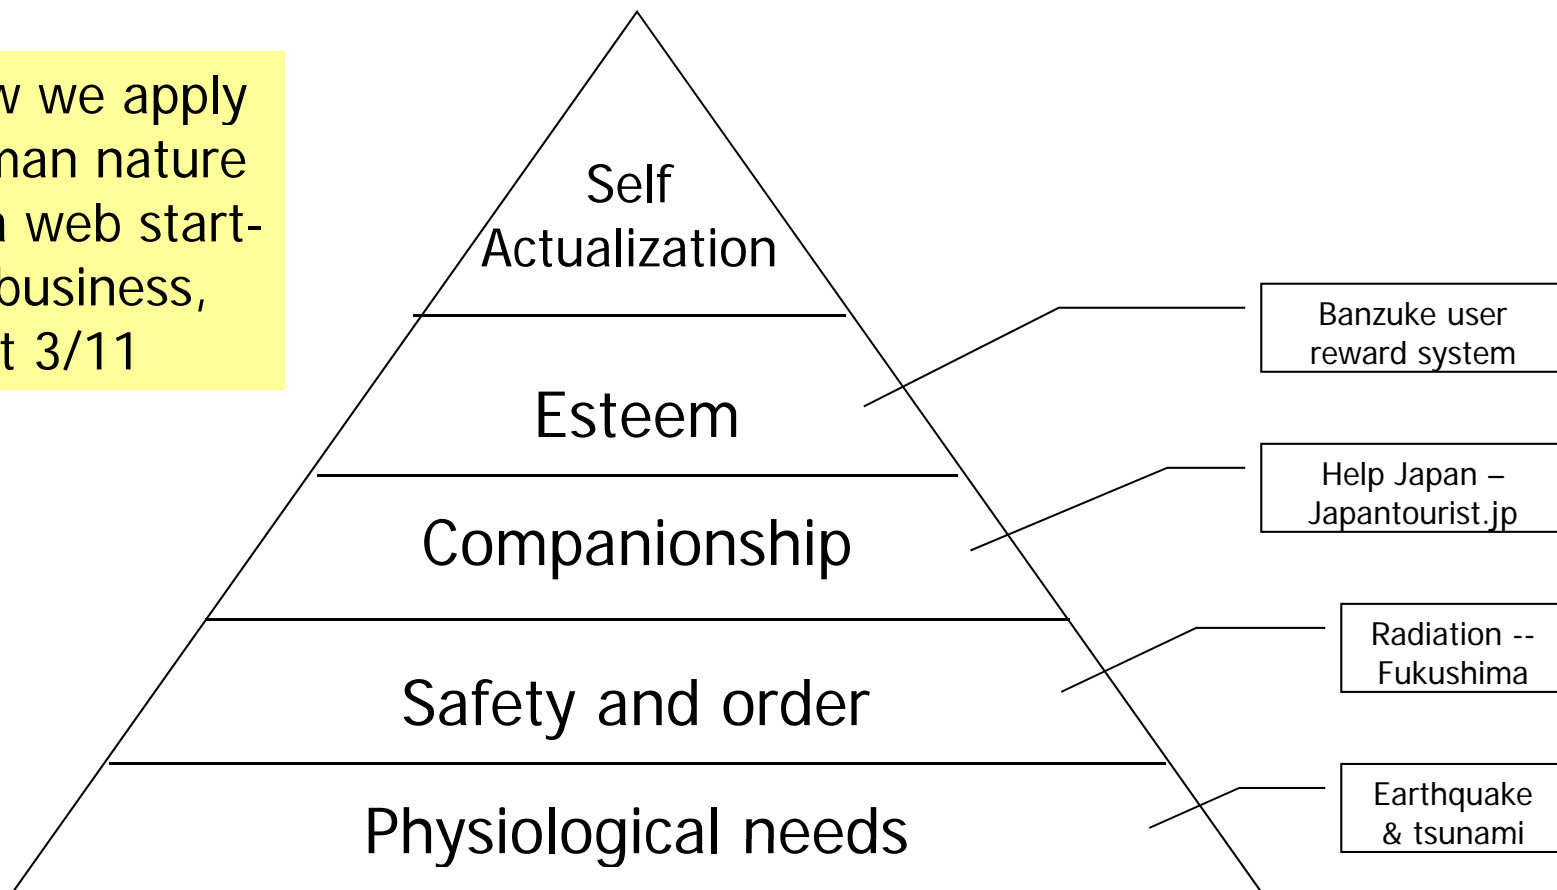 w we apply
man nature
a web start-
business,
t 3/11
Self
Actualization
Esteem
Companionship
Safety and order
Physiological needs
Banzuke user
reward system
Help Japan –
Japantourist.jp
Radiation --
Fukushima
Earthquake
& tsunami